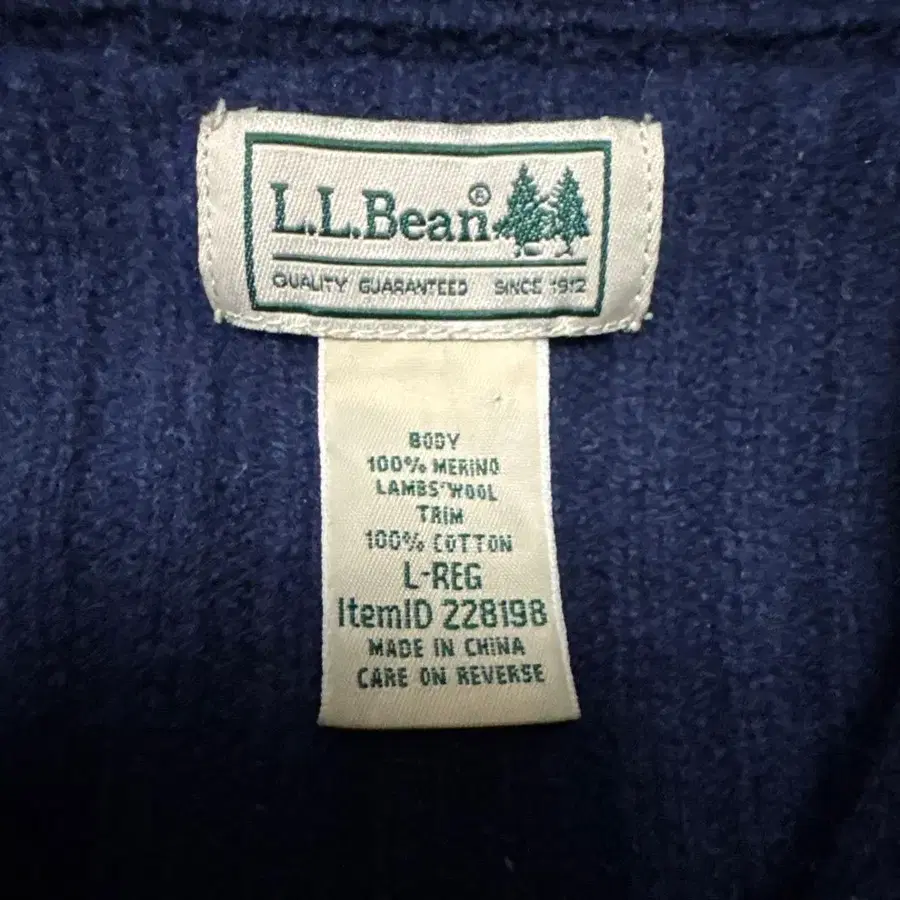 L.L.Bean®
QUALITY GUARANTEED SINCE 1912
BODY
100% MERINO
LAMBS'WOOL
TRIM
100% COTTON
L-REG
ItemID 228198
MADE IN CHINA
CARE ON REVERSE